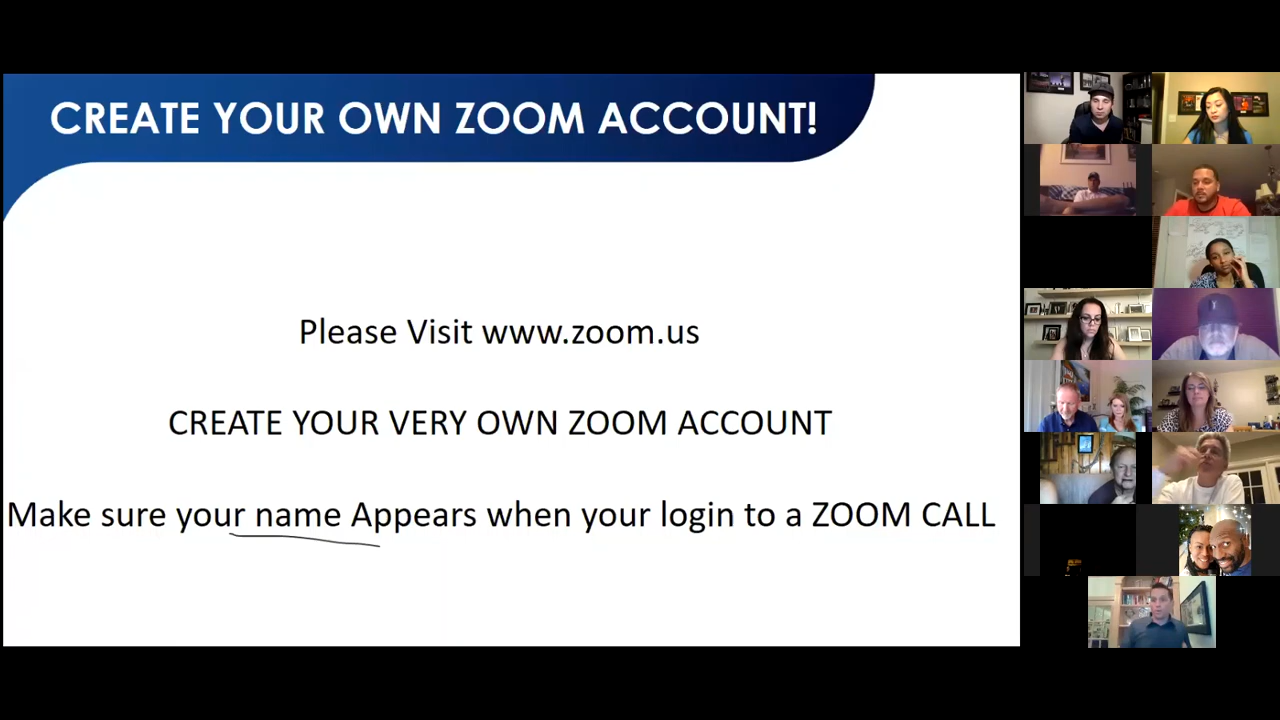 CREATE YOUR OWN ZOOM ACCOUNT!
Please Visit www.zoom.us
CREATE YOUR VERY OWN ZOOM ACCOUNT
Make sure your name Appears when your login to a ZOOM CALL